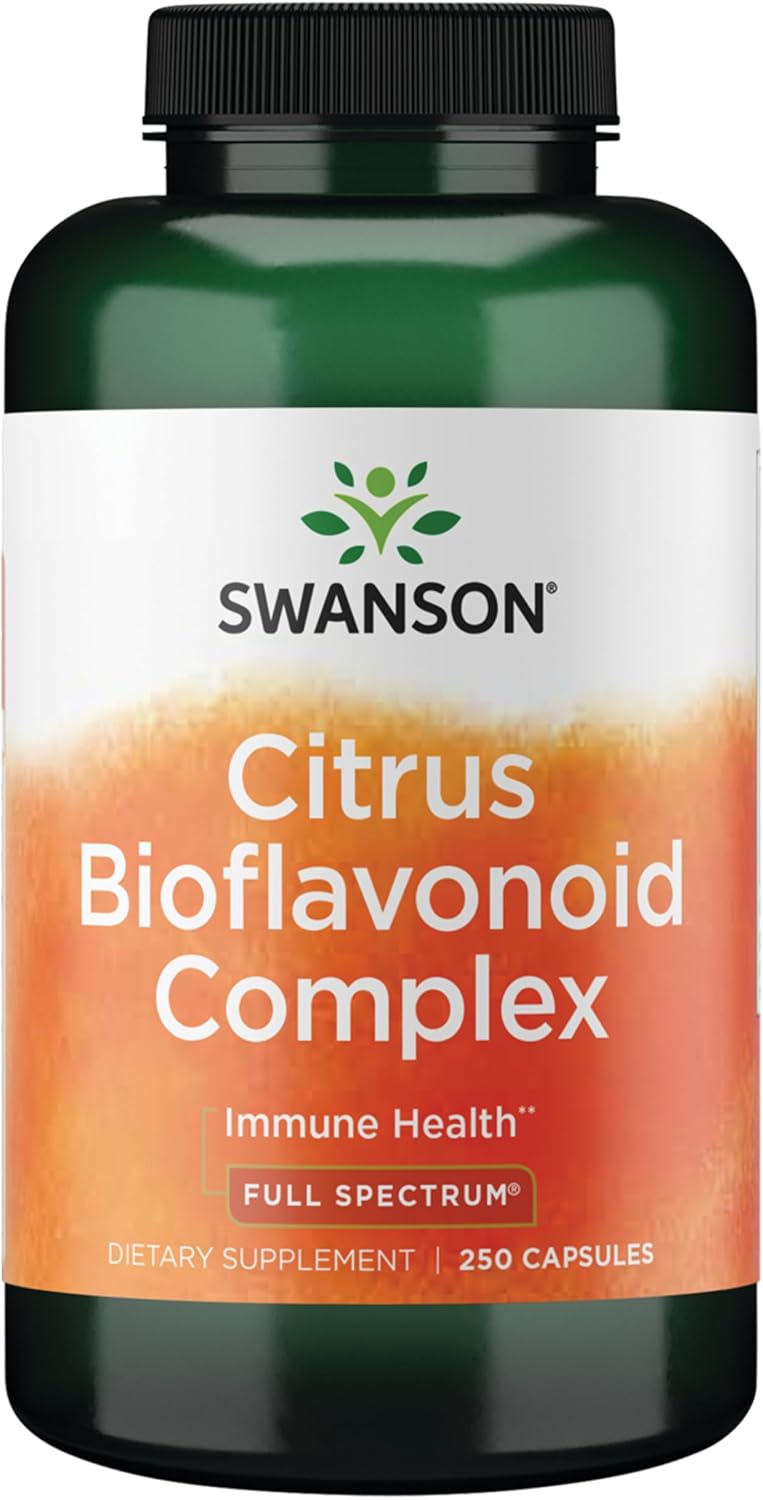 SWANSON®
Citrus
Bioflavonoid
Complex
Immune Health**
FULL SPECTRUM®
DIETARY SUPPLEMENT | 250 CAPSULES